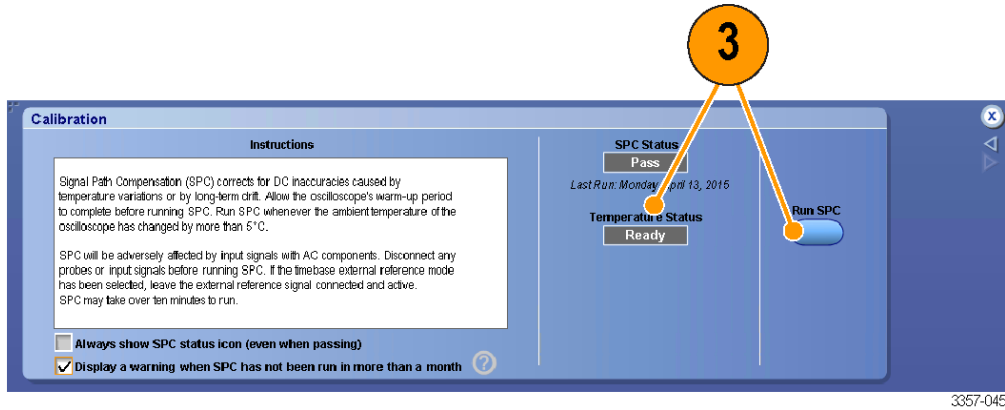 3
Calibration
Instructions
Signal Path Compensation (SPC) corrects for DC inaccuracies caused by
temperature variations or by long-term drift. Allow the oscilloscope's warm-up period
to complete before running SPC. Run SPC whenever the ambient temperature of the
oscilloscope has changed by more than 5°C.
SPC will be adversely affected by input signals with AC components. Disconnect any
probes or input signals before running SPC. If the timebase external reference mode
has been selected, leave the external reference signal connected and active.
SPC may take over ten minutes to run.
Always show SPC status icon (even when passing)
Display a warning when SPC has not been run in more than a month ?
SPC Status
Pass
Last Run: Monday, April 13, 2015
Temperature Status
Ready
Run SPC
x
3357-045